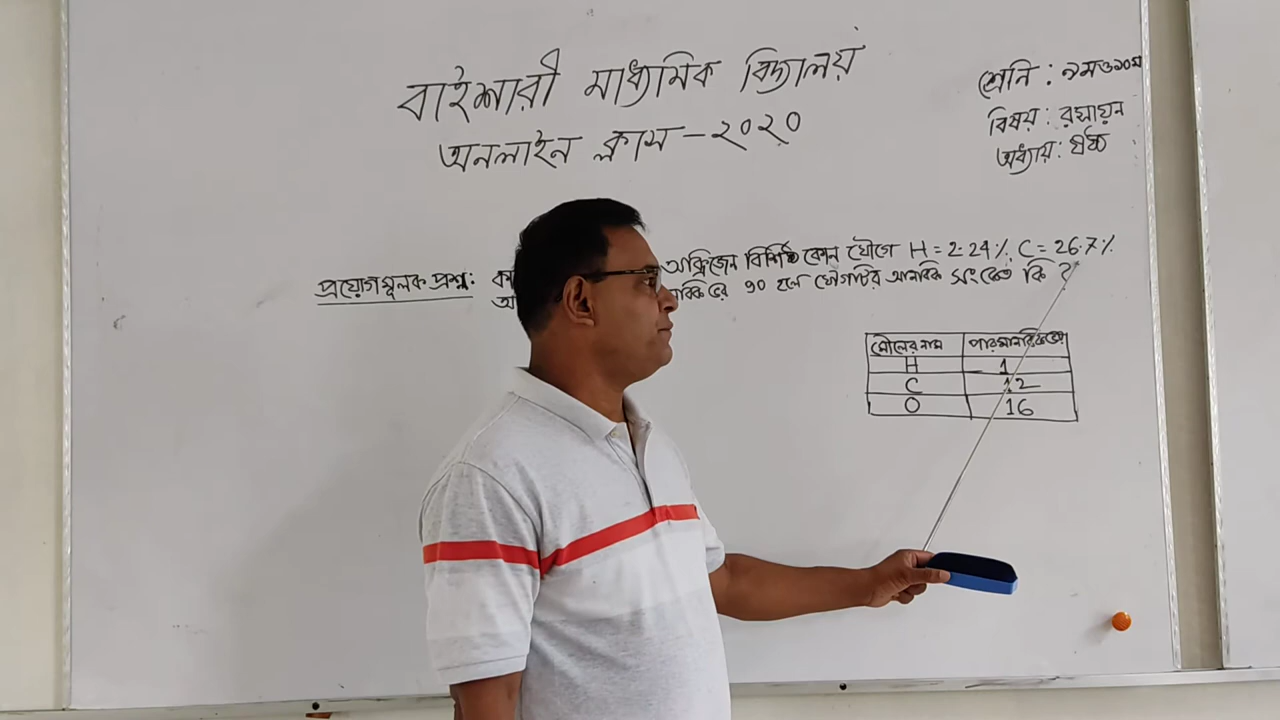 বাইশারী মাধ্যমিক বিদ্যালয়
অনলাইন ক্লাস - ২০২০
শ্রেনি : ৯ম ও ১০ম
বিষয় : রসায়ন
অধ্যায় : ষষ্ঠ
প্রয়োগমূলক প্রশ্ন : অক্সিজেন বিশিষ্ট কোন যৌগে H = 2.24%, C = 26.7%
৯০ হলে যৌগটির আনবিক সংকেত কি ?
মৌলের নাম পারমানবিক ভর
H 1
C 12
O 16